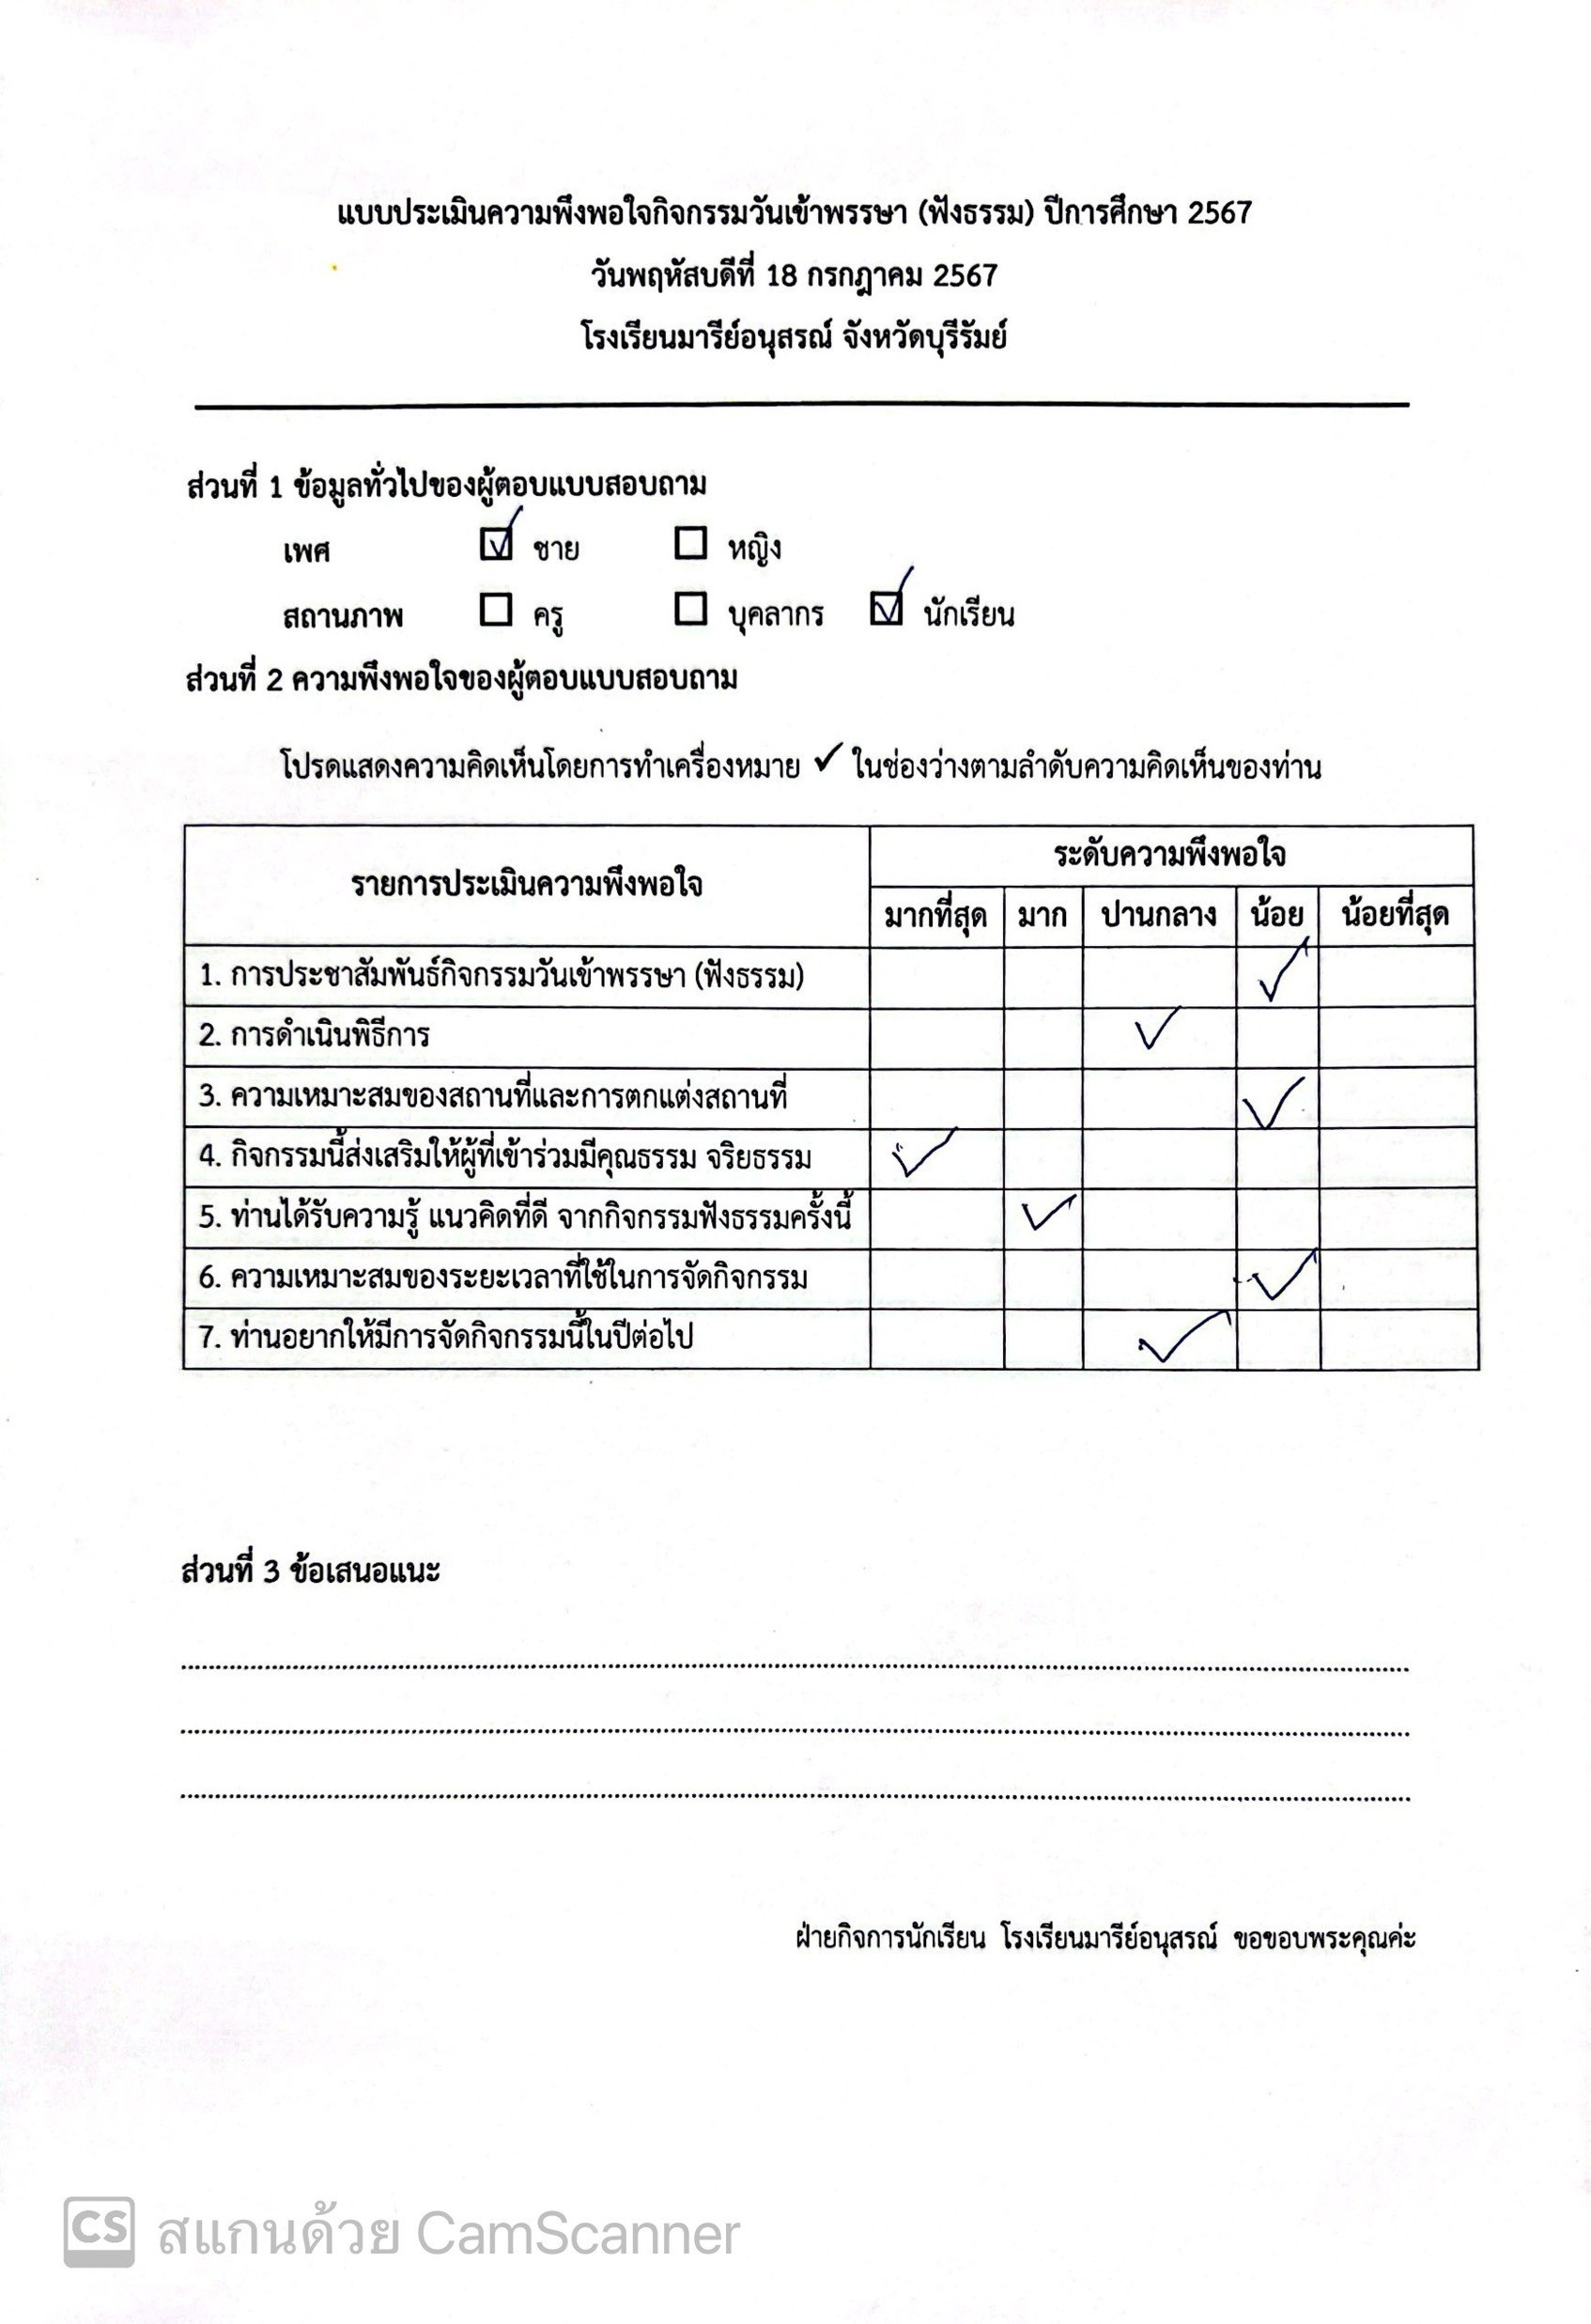 แบบประเมินความพึงพอใจกิจกรรมวันเข้าพรรษา (ฟังธรรม) ปีการศึกษา 2567
วันพฤหัสบดีที่ 18 กรกฎาคม 2567
โรงเรียนมารีย์อนุสรณ์ จังหวัดบุรีรัมย์
ส่วนที่ 1 ข้อมูลทั่วไปของผู้ตอบแบบสอบถาม
เพศ ☑ ชาย ☐ หญิง
สถานภาพ ☐ ครู ☐ บุคลากร ☑ นักเรียน
ส่วนที่ 2 ความพึงพอใจของผู้ตอบแบบสอบถาม
โปรดแสดงความคิดเห็นโดยการทำเครื่องหมาย ✓ ในช่องว่างตามลำดับความคิดเห็นของท่าน
รายการประเมินความพึงพอใจ ระดับความพึงพอใจ
มากที่สุด มาก ปานกลาง น้อย น้อยที่สุด
1. การประชาสัมพันธ์กิจกรรมวันเข้าพรรษา (ฟังธรรม) ✓
2. การดำเนินพิธีการ ✓
3. ความเหมาะสมของสถานที่และการตกแต่งสถานที่ ✓
4. กิจกรรมนี้ส่งเสริมให้ผู้ที่เข้าร่วมมีคุณธรรม จริยธรรม ✓
5. ท่านได้รับความรู้ แนวคิดที่ดี จากกิจกรรมฟังธรรมครั้งนี้ ✓
6. ความเหมาะสมของระยะเวลาที่ใช้ในการจัดกิจกรรม ✓
7. ท่านอยากให้มีการจัดกิจกรรมนี้ในปีต่อไป ✓
ส่วนที่ 3 ข้อเสนอแนะ
ฝ่ายกิจการนักเรียน โรงเรียนมารีย์อนุสรณ์ ขอขอบพระคุณค่ะ
CS สแกนด้วย CamScanner